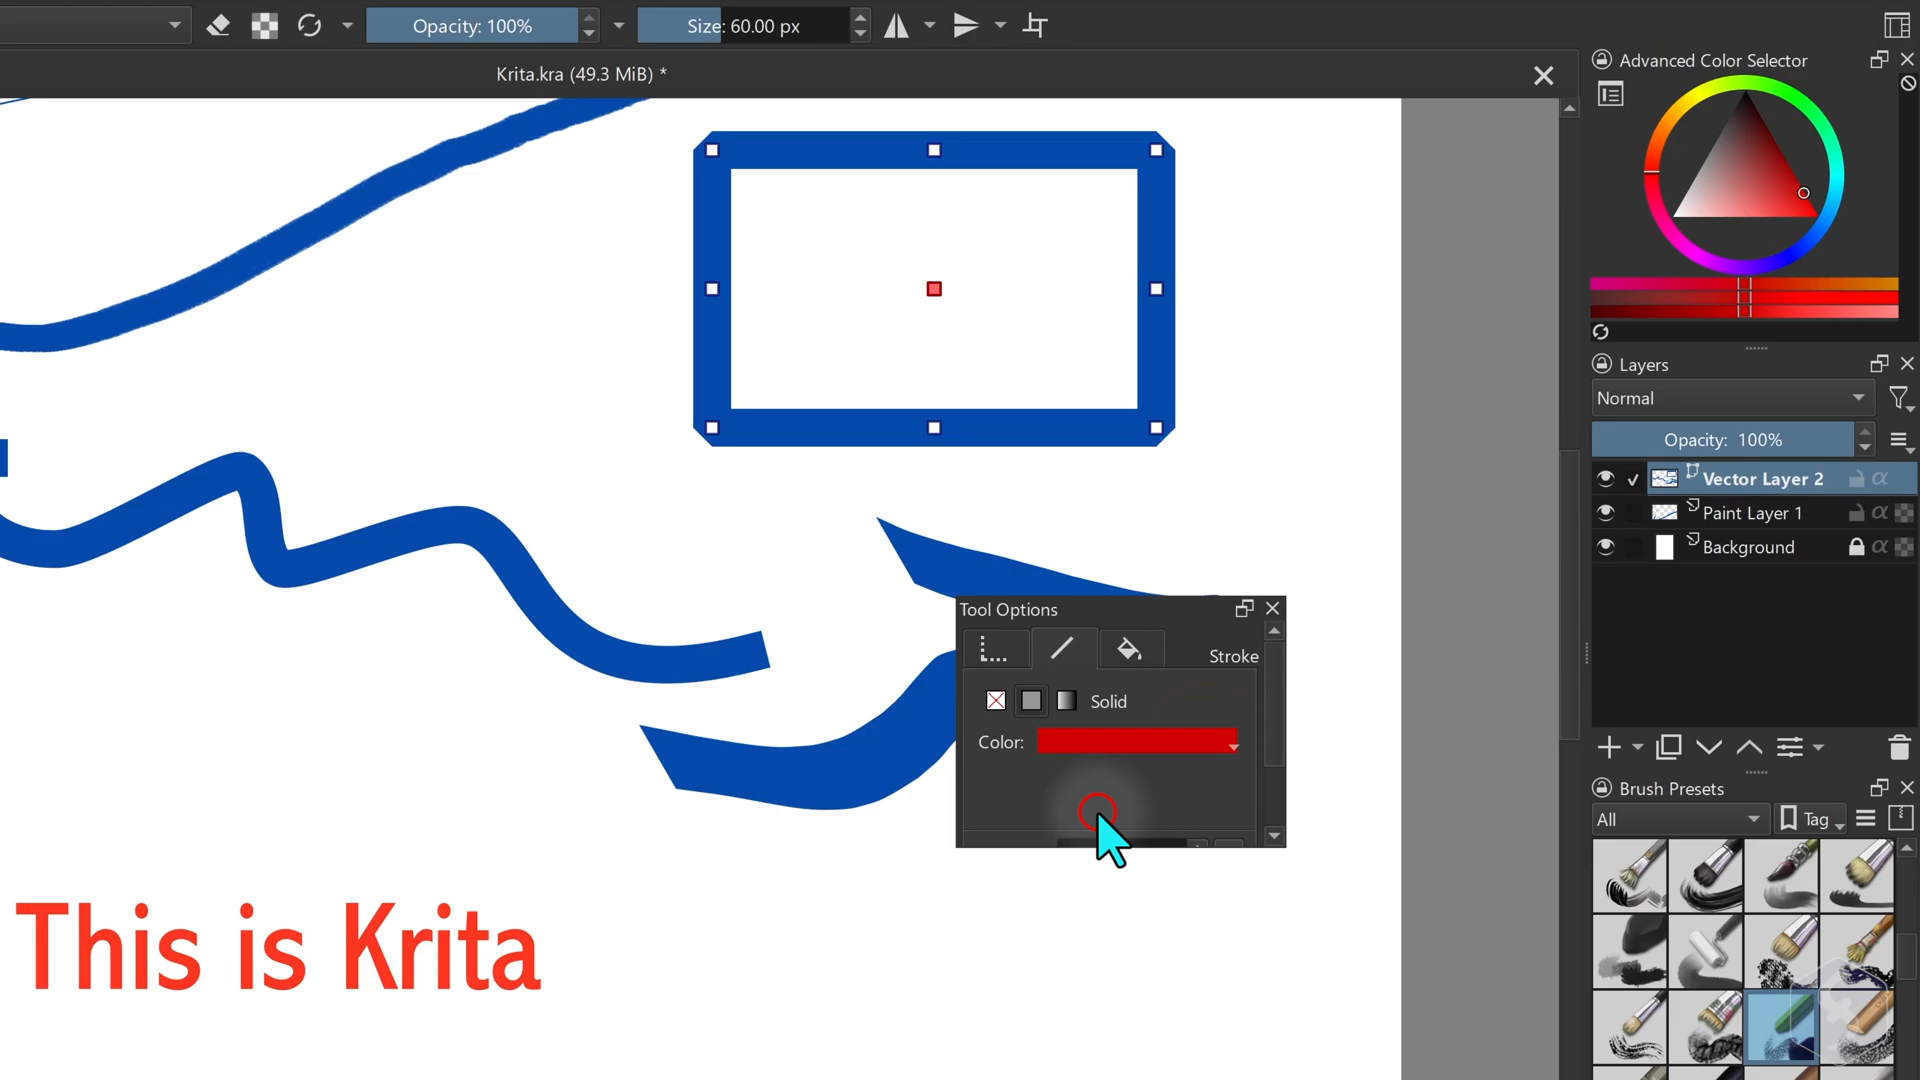 Opacity: 100%
Size: 60.00 px
Krita.kra (49.3 MiB) *
Advanced Color Selector
Layers
Normal
Opacity: 100%
Vector Layer 2
Paint Layer 1
Background
Tool Options
Stroke
Solid
Color:
Brush Presets
All
Tag
This is Krita